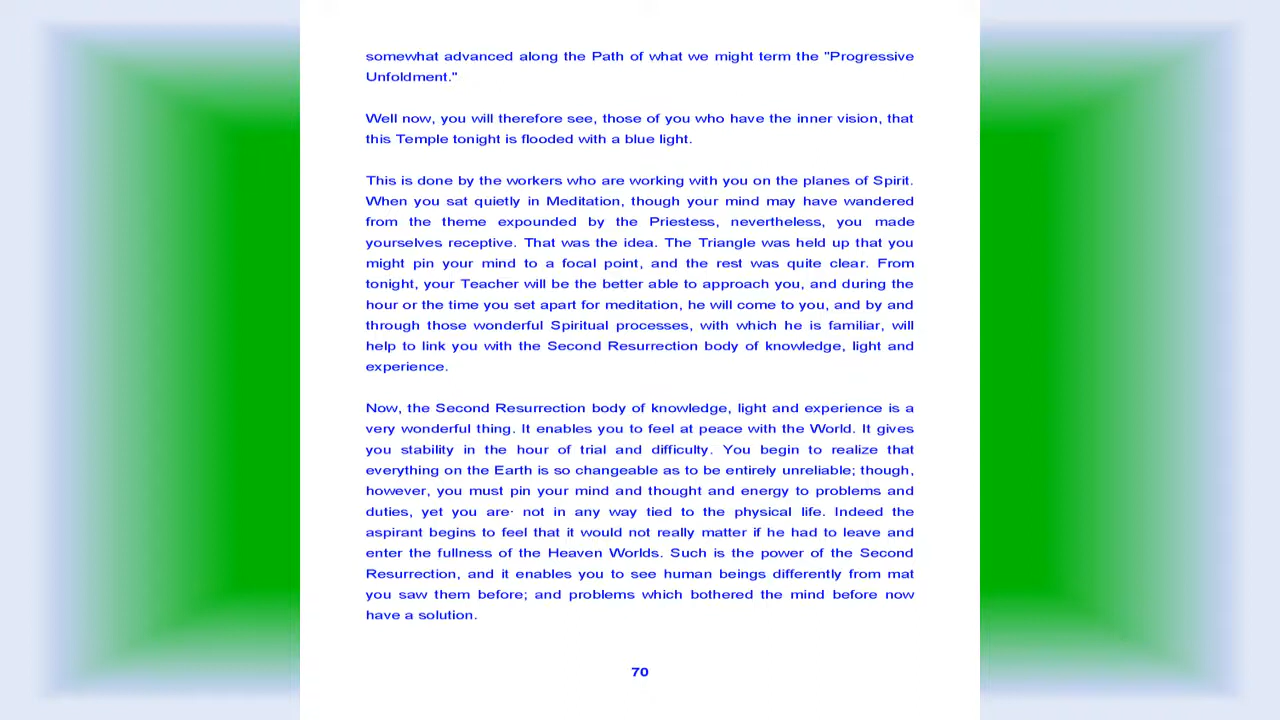 somewhat advanced along the Path of what we might term the "Progressive
Unfoldment."
Well now, you will therefore see, those of you who have the inner vision, that
this Temple tonight is flooded with a blue light.
This is done by the workers who are working with you on the planes of Spirit.
When you sat quietly in Meditation, though your mind may have wandered
from the theme expounded by the Priestess, nevertheless, you made
yourselves receptive. That was the idea. The Triangle was held up that you
might pin your mind to a focal point, and the rest was quite clear. From
tonight, your Teacher will be the better able to approach you, and during the
hour or the time you set apart for meditation, he will come to you, and by and
through those wonderful Spiritual processes, with which he is familiar, will
help to link you with the Second Resurrection body of knowledge, light and
experience.
Now, the Second Resurrection body of knowledge, light and experience is a
very wonderful thing. It enables you to feel at peace with the World. It gives
you stability in the hour of trial and difficulty. You begin to realize that
everything on the Earth is so changeable as to be entirely unreliable; though,
however, you must pin your mind and thought and energy to problems and
duties, yet you are· not in any way tied to the physical life. Indeed the
aspirant begins to feel that it would not really matter if he had to leave and
enter the fullness of the Heaven Worlds. Such is the power of the Second
Resurrection, and it enables you to see human beings differently from mat
you saw them before; and problems which bothered the mind before now
have a solution.
70